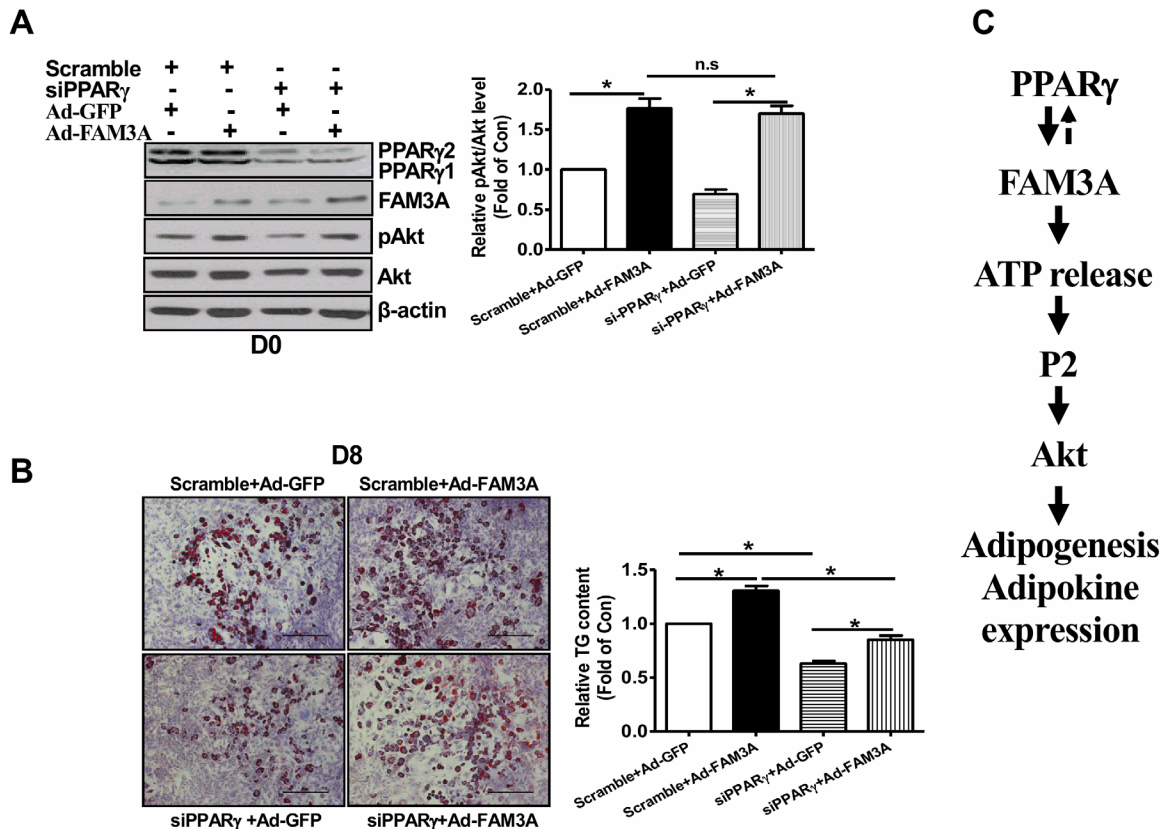 A
Scramble + + - -
siPPARγ - - + +
Ad-GFP + - + -
Ad-FAM3A - + - +
PPARγ2
PPARγ1
FAM3A
pAkt
Akt
β-actin
D0
Relative pAkt/Akt level
(Fold of Con)
2.0
1.5
1.0
0.5
0.0
*
n.s
*
Scramble+Ad-GFP
Scramble+Ad-FAM3A
si-PPARγ+Ad-GFP
si-PPARγ+Ad-FAM3A
B
D8
Scramble+Ad-GFP Scramble+Ad-FAM3A
siPPARγ +Ad-GFP siPPARγ+Ad-FAM3A
Relative TG content
(Fold of Con)
1.5
1.0
0.5
0.0
*
*
*
*
Scramble+Ad-GFP
Scramble+Ad-FAM3A
siPPARγ+Ad-GFP
siPPARγ+Ad-FAM3A
C
PPARγ
FAM3A
ATP release
P2
Akt
Adipogenesis
Adipokine
expression